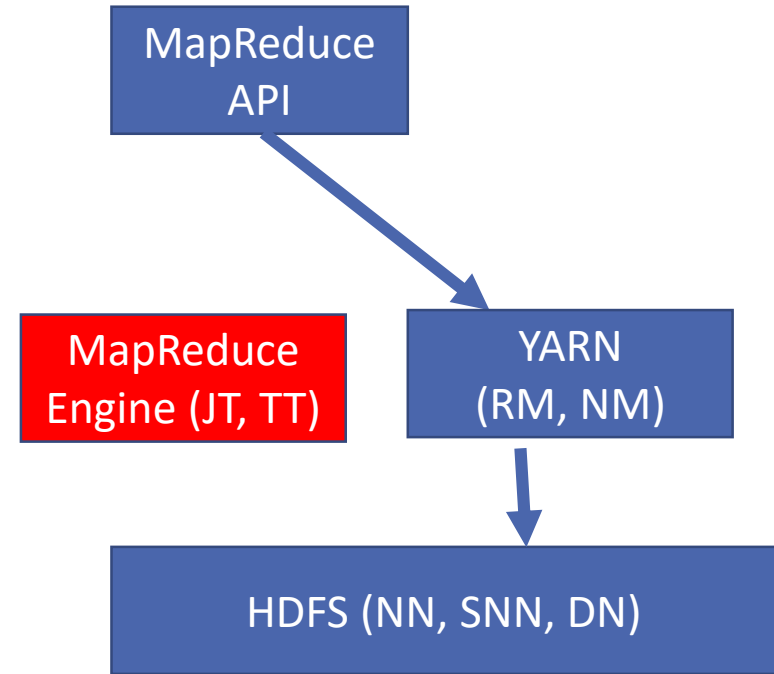 MapReduce
API
MapReduce
Engine (JT, TT)
YARN
(RM, NM)
HDFS (NN, SNN, DN)